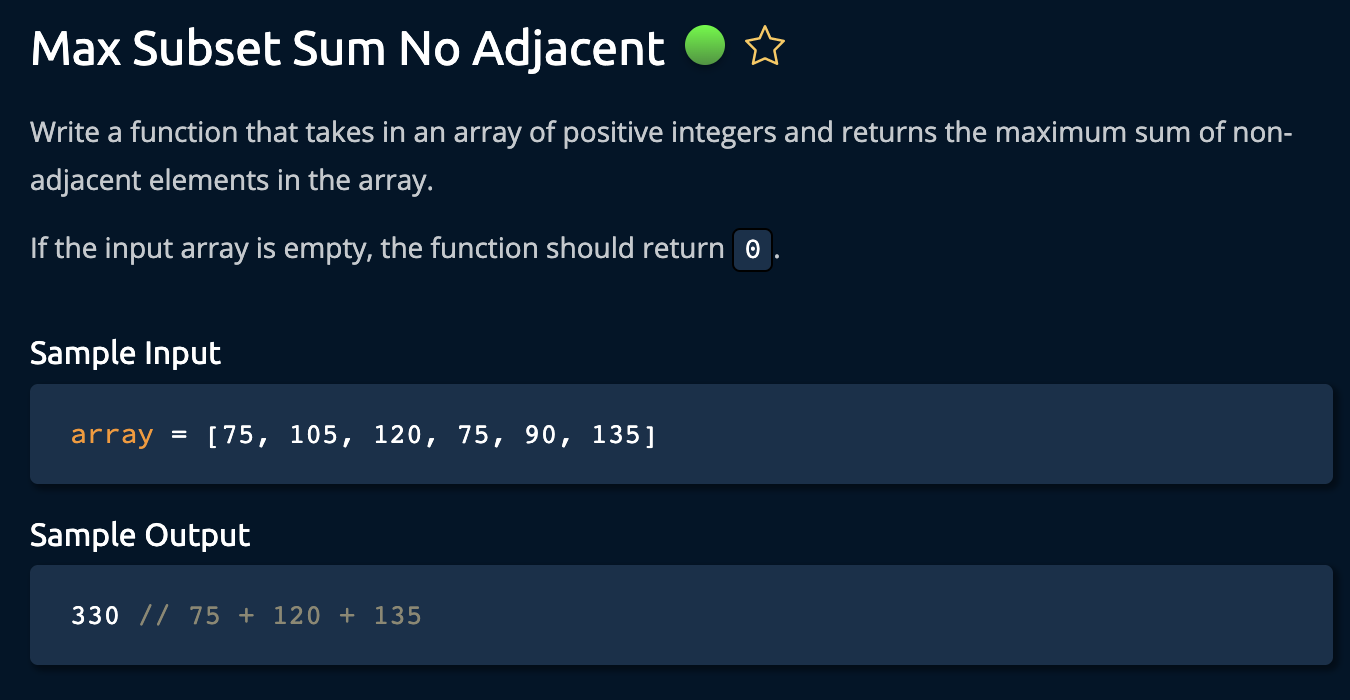 Max Subset Sum No Adjacent
Write a function that takes in an array of positive integers and returns the maximum sum of non-
adjacent elements in the array.
If the input array is empty, the function should return 0.
Sample Input
array = [75, 105, 120, 75, 90, 135]
Sample Output
330 // 75 + 120 + 135